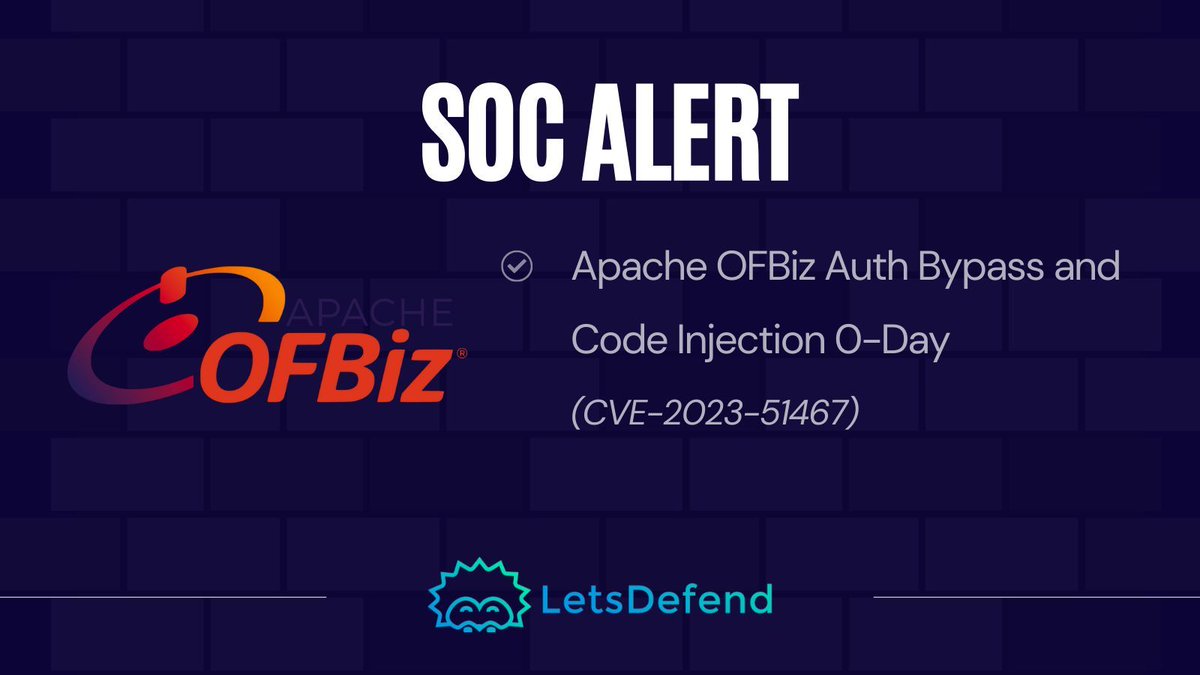 SOC ALERT
APACHE
OFBiz®
Apache OFBiz Auth Bypass and
Code Injection 0-Day
(CVE-2023-51467)
LetsDefend